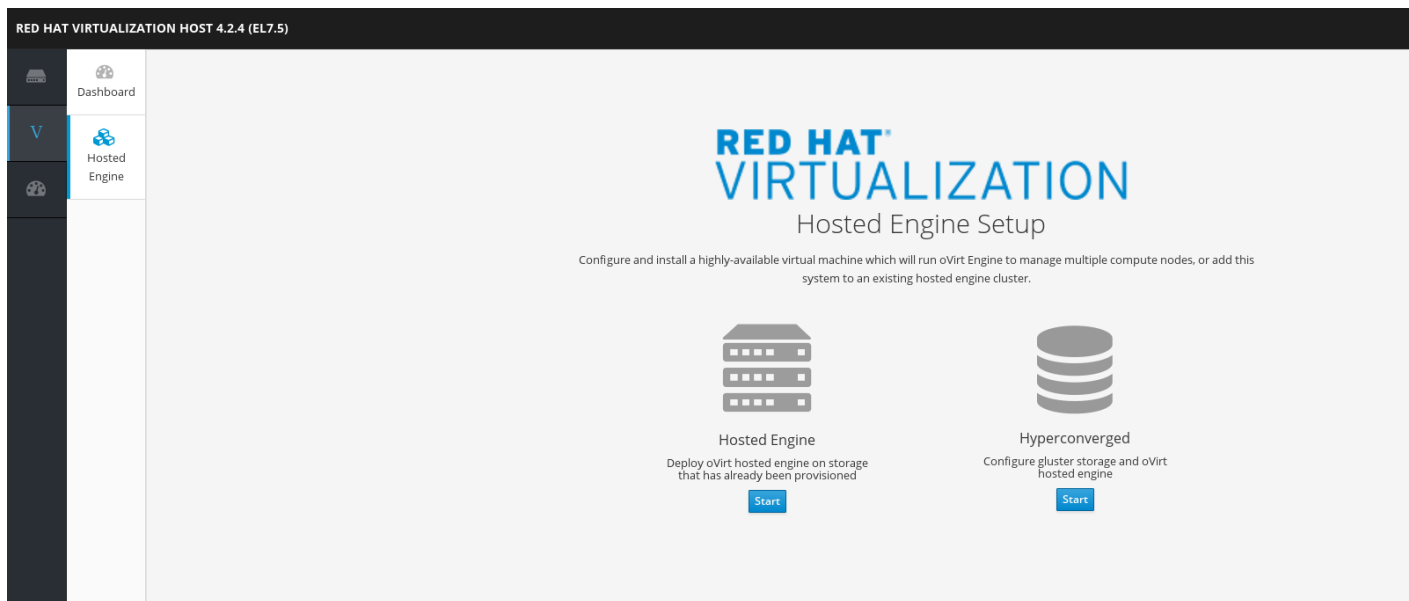 RED HAT VIRTUALIZATION HOST 4.2.4 (EL7.5)
Dashboard
V
Hosted
Engine
RED HAT®
VIRTUALIZATION
Hosted Engine Setup
Configure and install a highly-available virtual machine which will run oVirt Engine to manage multiple compute nodes, or add this
system to an existing hosted engine cluster.
Hosted Engine
Deploy oVirt hosted engine on storage
that has already been provisioned
Start
Hyperconverged
Configure gluster storage and oVirt
hosted engine
Start